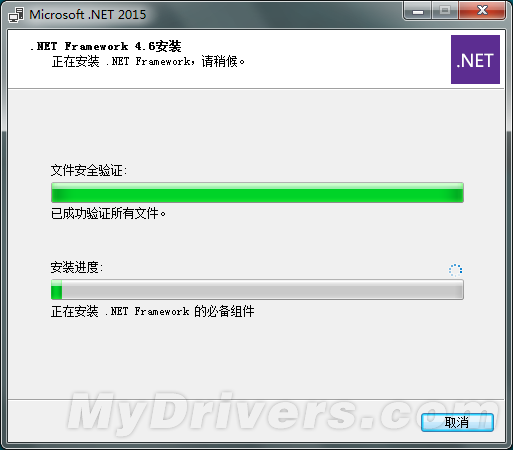 Microsoft .NET 2015
.NET Framework 4.6安装
正在安装 .NET Framework，请稍候。
.NET
文件安全验证:
已成功验证所有文件。
安装进度:
正在安装 .NET Framework 的必备组件
MyDrivers.com
取消